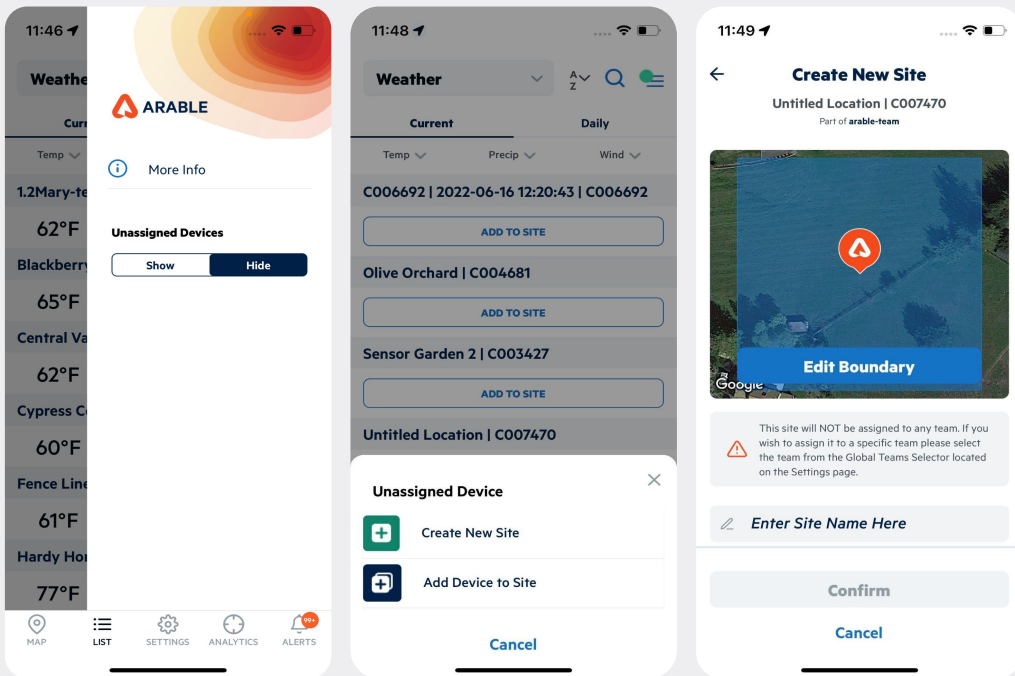 11:46
Weathe
Curr
Temp
1.2Mary-te
62°F
Blackberry
65°F
Central Va
62°F
Cypress Co
60°F
Fence Line
61°F
Hardy Hor
77°F
ARABLE
More Info
Unassigned Devices
Show Hide
MAP LIST SETTINGS ANALYTICS ALERTS
99+
11:48
Weather
A
Z
Current Daily
Temp Precip Wind
C006692 | 2022-06-16 12:20:43 | C006692
ADD TO SITE
Olive Orchard | C004681
ADD TO SITE
Sensor Garden 2 | C003427
ADD TO SITE
Untitled Location | C007470
Unassigned Device
Create New Site
Add Device to Site
Cancel
11:49
Create New Site
Untitled Location | C007470
Part of arable-team
Edit Boundary
Google
This site will NOT be assigned to any team. If you
wish to assign it to a specific team please select
the team from the Global Teams Selector located
on the Settings page.
Enter Site Name Here
Confirm
Cancel